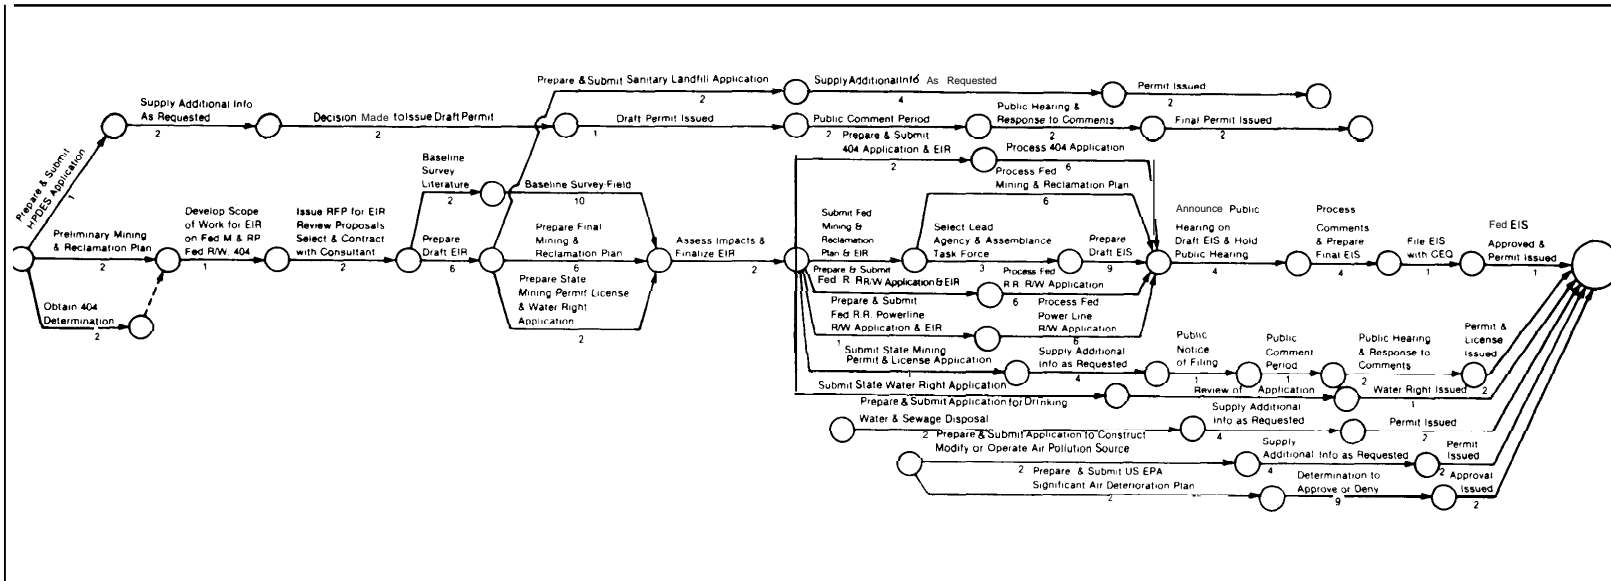 Prepare & Submit Sanitary Landfill Application
2
Supply Additional Info As Requested
4
Permit Issued
2
Supply Additional Info
As Requested
2
Decision Made to Issue Draft Permit
2
Draft Permit Issued
1
Public Comment Period
2
Public Hearing &
Response to Comments
2
Final Permit Issued
2
Prepare & Submit
HPDES Application
1
Prepare & Submit
404 Application & EIR
2
Process 404 Application
6
Baseline
Survey
Literature
2
Baseline Survey-Field
10
Process Fed
Mining & Reclamation Plan
6
Preliminary Mining
& Reclamation Plan
2
Develop Scope
of Work for EIR
on Fed M & RP
Fed R/W, 404
1
Issue RFP for EIR
Review Proposals
Select & Contract
with Consultant
2
Prepare
Draft EIR
6
Prepare Final
Mining &
Reclamation Plan
6
Assess Impacts &
Finalize EIR
2
Submit Fed
Mining &
Reclamation
Plan & EIR
Select Lead
Agency & Assemblance
Task Force
3
Prepare
Draft EIS
9
Announce Public
Hearing on
Draft EIS & Hold
Public Hearing
4
Process
Comments
& Prepare
Final EIS
4
File EIS
with CEQ
1
Fed EIS
Approved &
Permit Issued
1
Obtain 404
Determination
2
Prepare State
Mining Permit License
& Water Right
Application
2
Prepare & Submit
Fed R RR/W Application & EIR
Process Fed
R R R/W Application
6
Prepare & Submit
Fed R.R. Powerline
R/W Application & EIR
1
Process Fed
Power Line
R/W Application
6
Submit State Mining
Permit & License Application
1
Supply Additional
Info as Requested
4
Public
Notice
of Filing
1
Public
Comment
Period
1
Public Hearing
& Response to
Comments
2
Permit &
License
Issued
2
Submit State Water Right Application
Review of Application
Water Right Issued
1
Prepare & Submit Application for Drinking
Water & Sewage Disposal
2
Supply Additional
Info as Requested
4
Permit Issued
2
Prepare & Submit Application to Construct
Modify or Operate Air Pollution Source
2
Supply
Additional Info as Requested
4
Permit
Issued
2
Prepare & Submit US EPA
Significant Air Deterioration Plan
2
Determination to
Approve or Deny
9
Approval
Issued
2